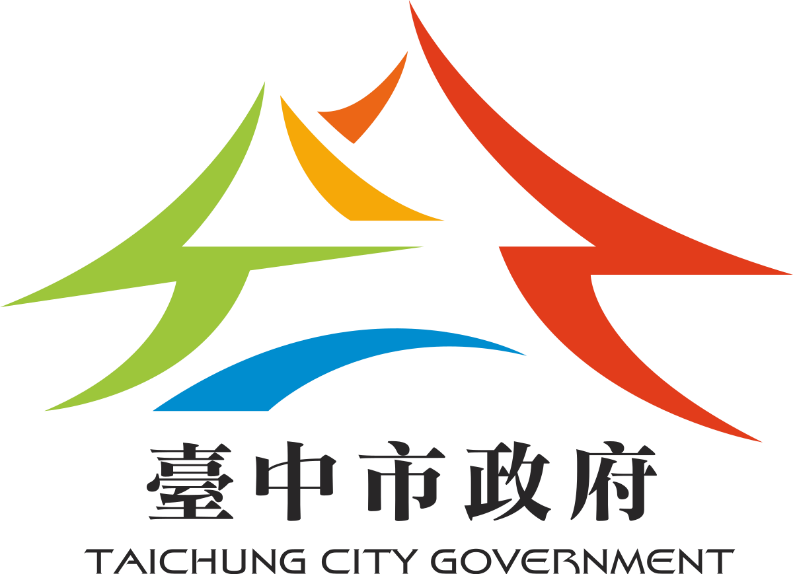 臺中市政府
TAICHUNG CITY GOVERNMENT